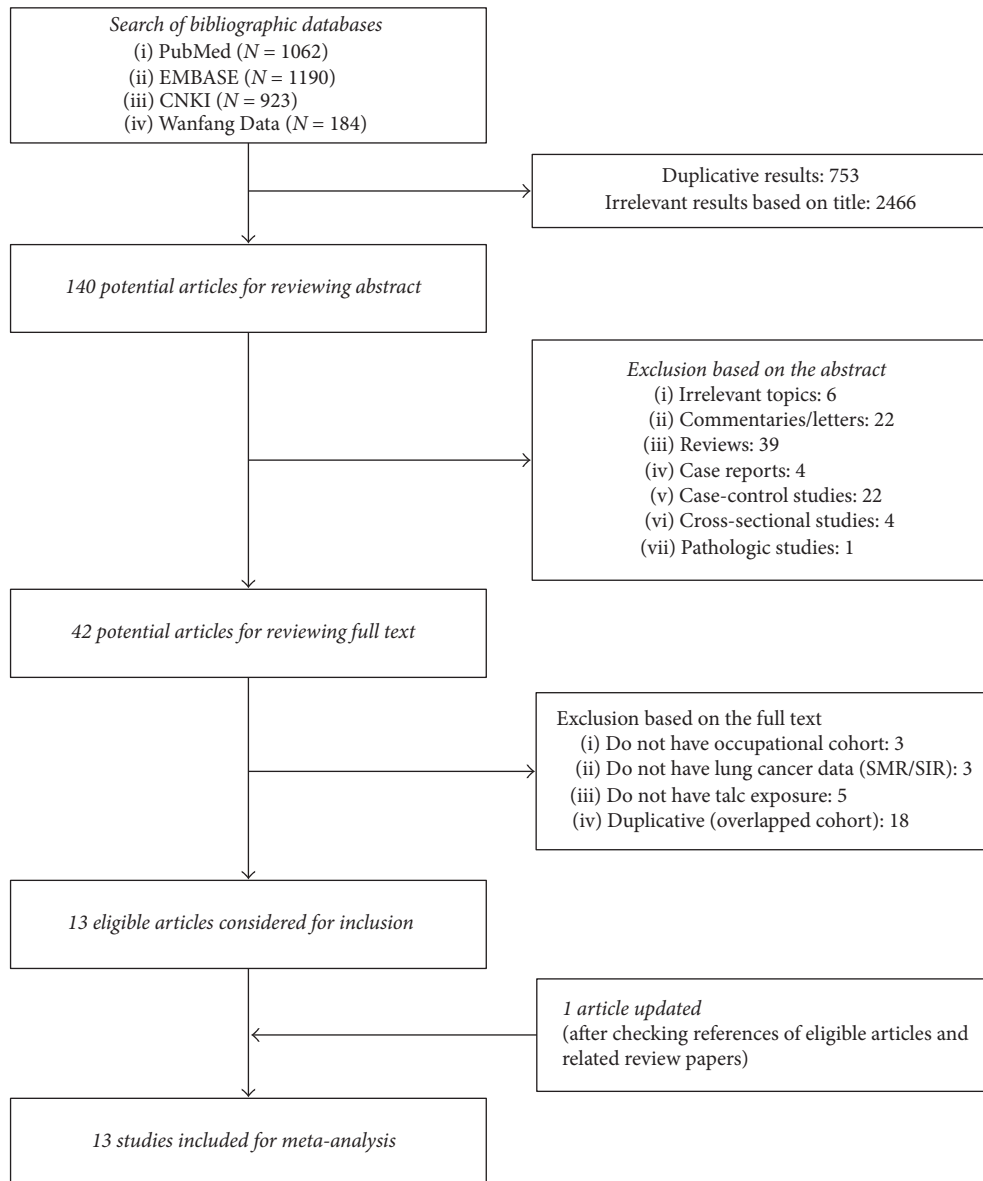 Search of bibliographic databases
(i) PubMed (N = 1062)
(ii) EMBASE (N = 1190)
(iii) CNKI (N = 923)
(iv) Wanfang Data (N = 184)
Duplicative results: 753
Irrelevant results based on title: 2466
140 potential articles for reviewing abstract
Exclusion based on the abstract
(i) Irrelevant topics: 6
(ii) Commentaries/letters: 22
(iii) Reviews: 39
(iv) Case reports: 4
(v) Case-control studies: 22
(vi) Cross-sectional studies: 4
(vii) Pathologic studies: 1
42 potential articles for reviewing full text
Exclusion based on the full text
(i) Do not have occupational cohort: 3
(ii) Do not have lung cancer data (SMR/SIR): 3
(iii) Do not have talc exposure: 5
(iv) Duplicative (overlapped cohort): 18
13 eligible articles considered for inclusion
1 article updated
(after checking references of eligible articles and
related review papers)
13 studies included for meta-analysis